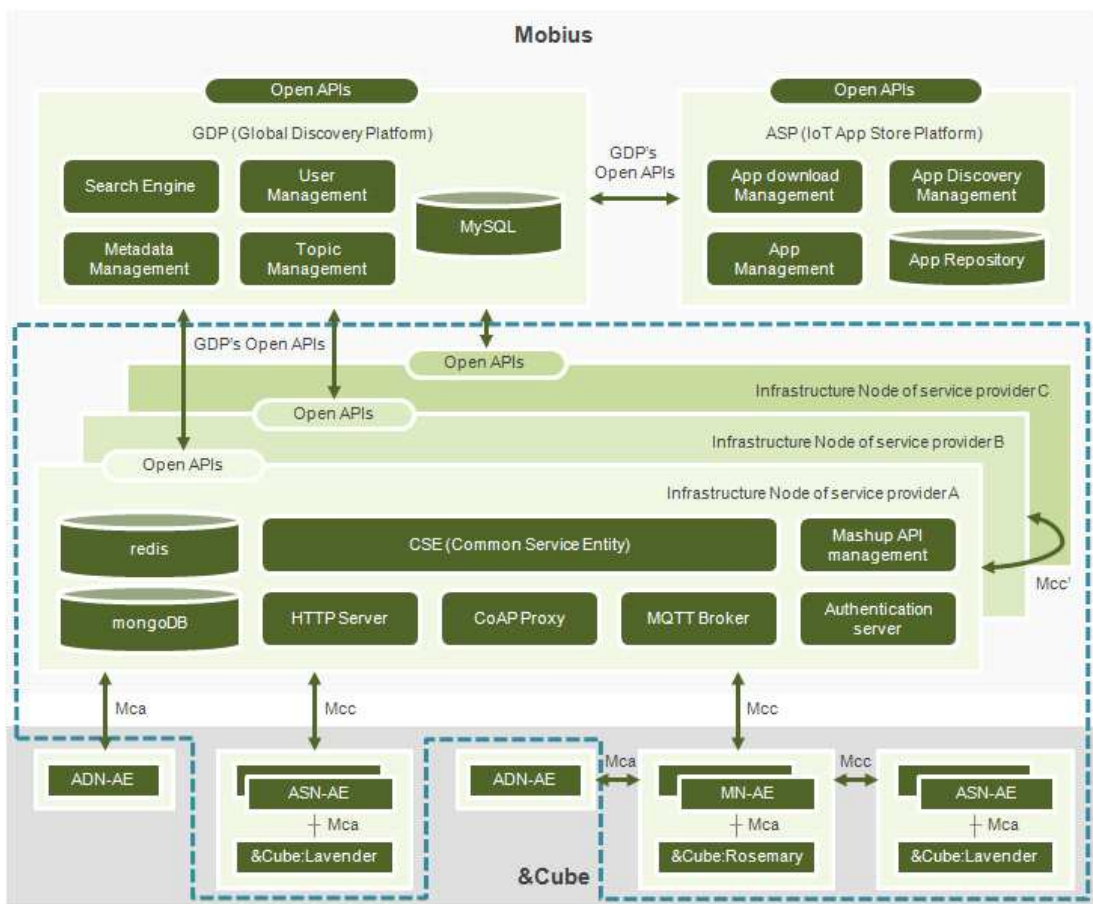 Mobius
Open APIs
GDP (Global Discovery Platform)
Search Engine
User
Management
Metadata
Management
Topic
Management
MySQL
GDP's
Open APIs
Open APIs
ASP (IoT App Store Platform)
App download
Management
App Discovery
Management
App
Management
App Repository
GDP's Open APIs
Open APIs
Infrastructure Node of service provider C
Open APIs
Infrastructure Node of service provider B
Open APIs
Infrastructure Node of service provider A
redis
CSE (Common Service Entity)
Mashup API
management
Mcc'
mongoDB
HTTP Server
CoAP Proxy
MQTT Broker
Authentication
server
Mca
Mcc
Mcc
ADN-AE
ASN-AE
Mca
&Cube:Lavender
ADN-AE
Mca
MN-AE
Mca
&Cube:Rosemary
Mcc
ASN-AE
Mca
&Cube:Lavender
&Cube